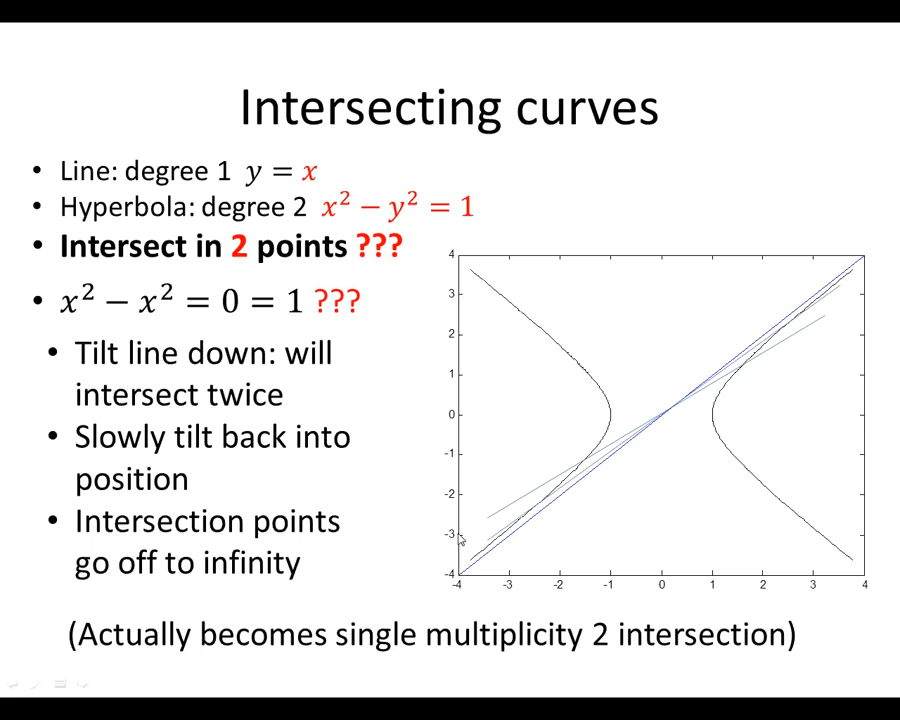 Intersecting curves
• Line: degree 1 y = x
• Hyperbola: degree 2 x² − y² = 1
• Intersect in 2 points ???
• x² − x² = 0 = 1 ???
• Tilt line down: will
intersect twice
• Slowly tilt back into
position
• Intersection points
go off to infinity
4
3
2
1
0
-1
-2
-3
-4
-4 -3 -2 -1 0 1 2 3 4
(Actually becomes single multiplicity 2 intersection)